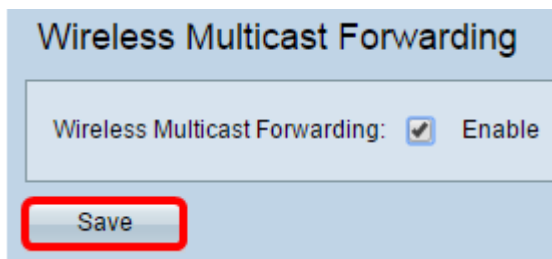 Wireless Multicast Forwarding
Wireless Multicast Forwarding: Enable
Save